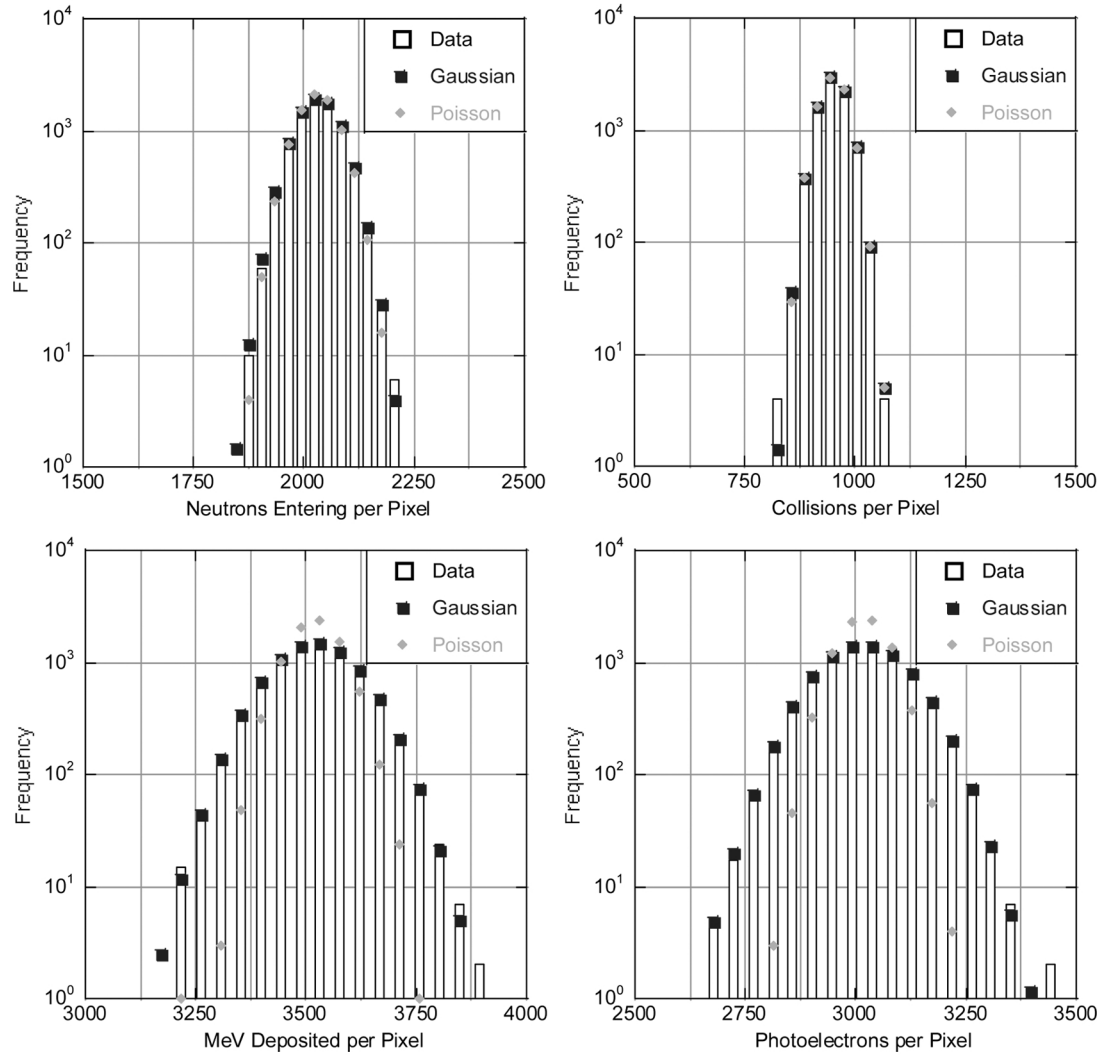 10^4
10^3
10^2
10^1
10^0
Frequency
Data
Gaussian
Poisson
1500 1750 2000 2250 2500
Neutrons Entering per Pixel
10^4
10^3
10^2
10^1
10^0
Frequency
Data
Gaussian
Poisson
500 750 1000 1250 1500
Collisions per Pixel
10^4
10^3
10^2
10^1
10^0
Frequency
Data
Gaussian
Poisson
3000 3250 3500 3750 4000
MeV Deposited per Pixel
10^4
10^3
10^2
10^1
10^0
Frequency
Data
Gaussian
Poisson
2500 2750 3000 3250 3500
Photoelectrons per Pixel